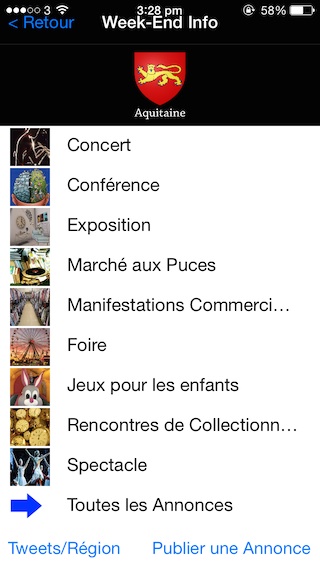 3 3:28 pm 58%
< Retour Week-End Info
Aquitaine
Concert
Conférence
Exposition
Marché aux Puces
Manifestations Commerci…
Foire
Jeux pour les enfants
Rencontres de Collectionn…
Spectacle
Toutes les Annonces
Tweets/Région Publier une Annonce